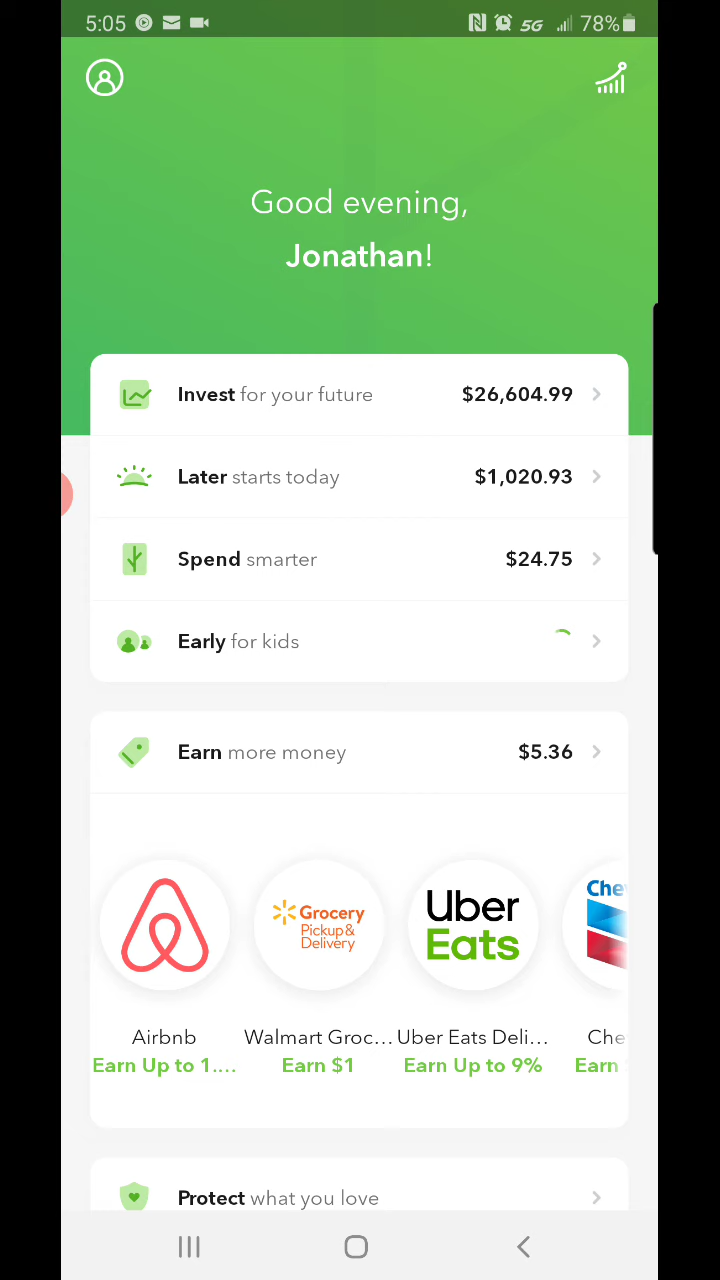 5:05 5G 78%
Good evening,
Jonathan!
Invest for your future $26,604.99
Later starts today $1,020.93
Spend smarter $24.75
Early for kids
Earn more money $5.36
Grocery
Pickup &
Delivery
Uber
Eats
Che
Airbnb Walmart Groc... Uber Eats Deli... Che
Earn Up to 1.... Earn $1 Earn Up to 9% Earn
Protect what you love